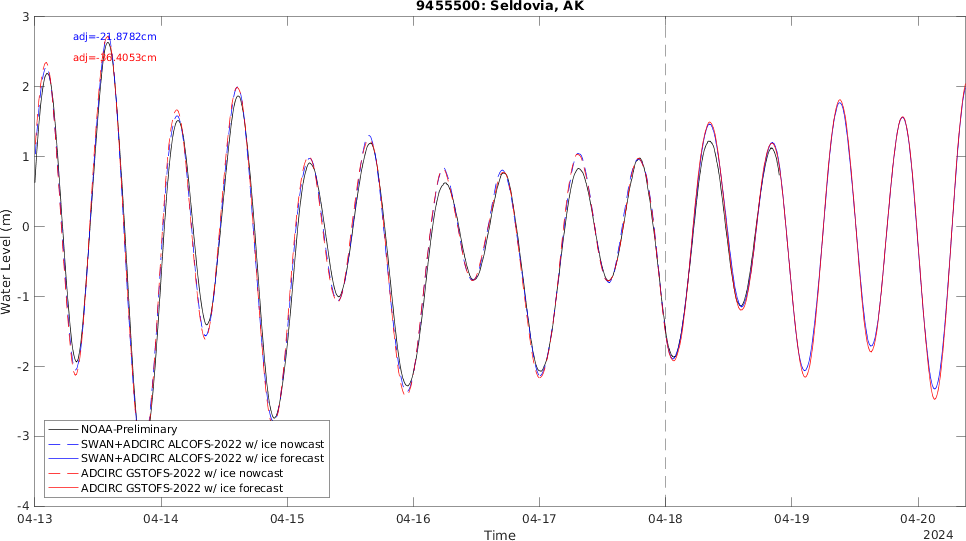 9455500: Seldovia, AK
adj=-21.8782cm
adj=-36.4053cm
3
2
1
0
-1
-2
-3
-4
Water Level (m)
NOAA-Preliminary
SWAN+ADCIRC ALCOFS-2022 w/ ice nowcast
SWAN+ADCIRC ALCOFS-2022 w/ ice forecast
ADCIRC GSTOFS-2022 w/ ice nowcast
ADCIRC GSTOFS-2022 w/ ice forecast
04-13 04-14 04-15 04-16 04-17 04-18 04-19 04-20
Time
2024